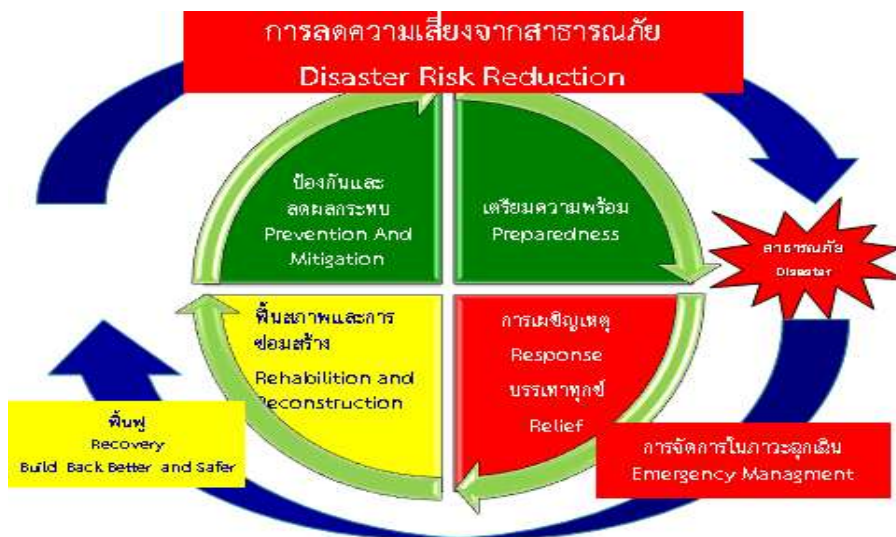 การลดความเสี่ยงจากสาธารณภัย
Disaster Risk Reduction
ป้องกันและ
ลดผลกระทบ
Prevention And
Mitigation
เตรียมความพร้อม
Preparedness
สาธารณภัย
Disaster
ฟื้นสภาพและการ
ซ่อมสร้าง
Rehabilition and
Reconstruction
การเผชิญเหตุ
Response
บรรเทาทุกข์
Relief
ฟื้นฟู
Recovery
Build Back Better and Safer
การจัดการในภาวะฉุกเฉิน
Emergency Managment